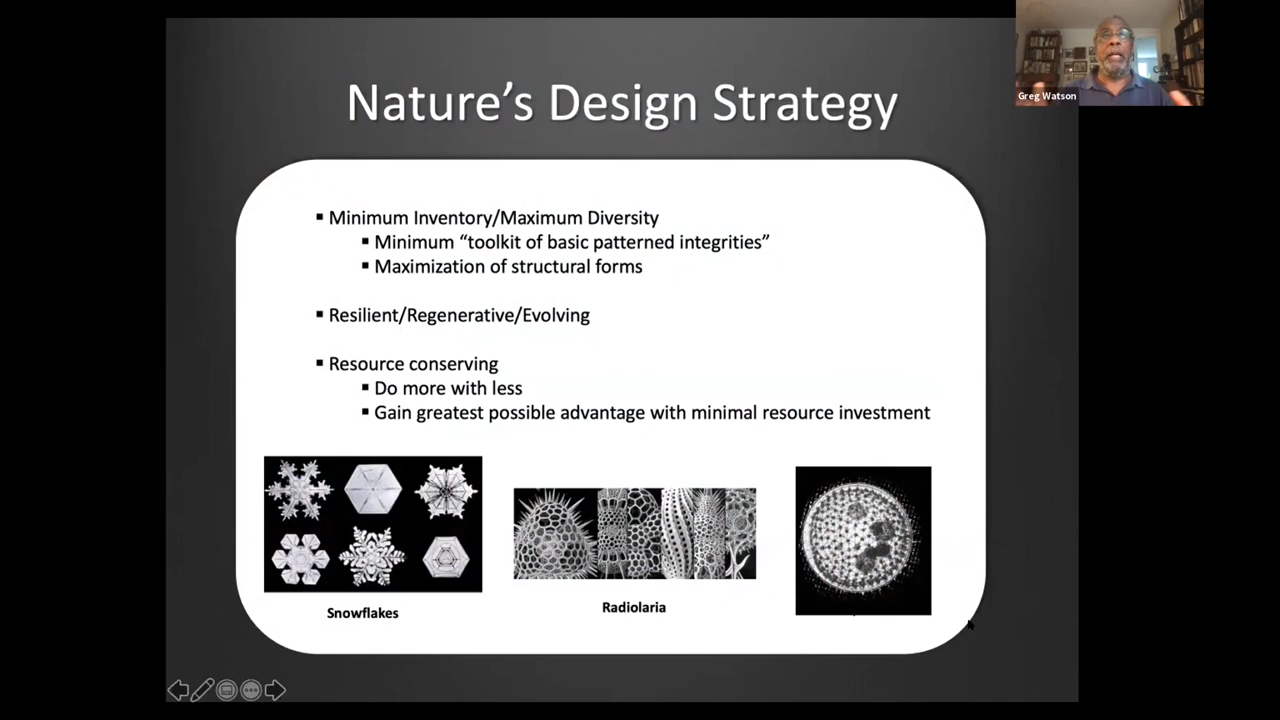 Greg Watson
Nature’s Design Strategy
▪ Minimum Inventory/Maximum Diversity
▪ Minimum “toolkit of basic patterned integrities”
▪ Maximization of structural forms
▪ Resilient/Regenerative/Evolving
▪ Resource conserving
▪ Do more with less
▪ Gain greatest possible advantage with minimal resource investment
Snowflakes
Radiolaria